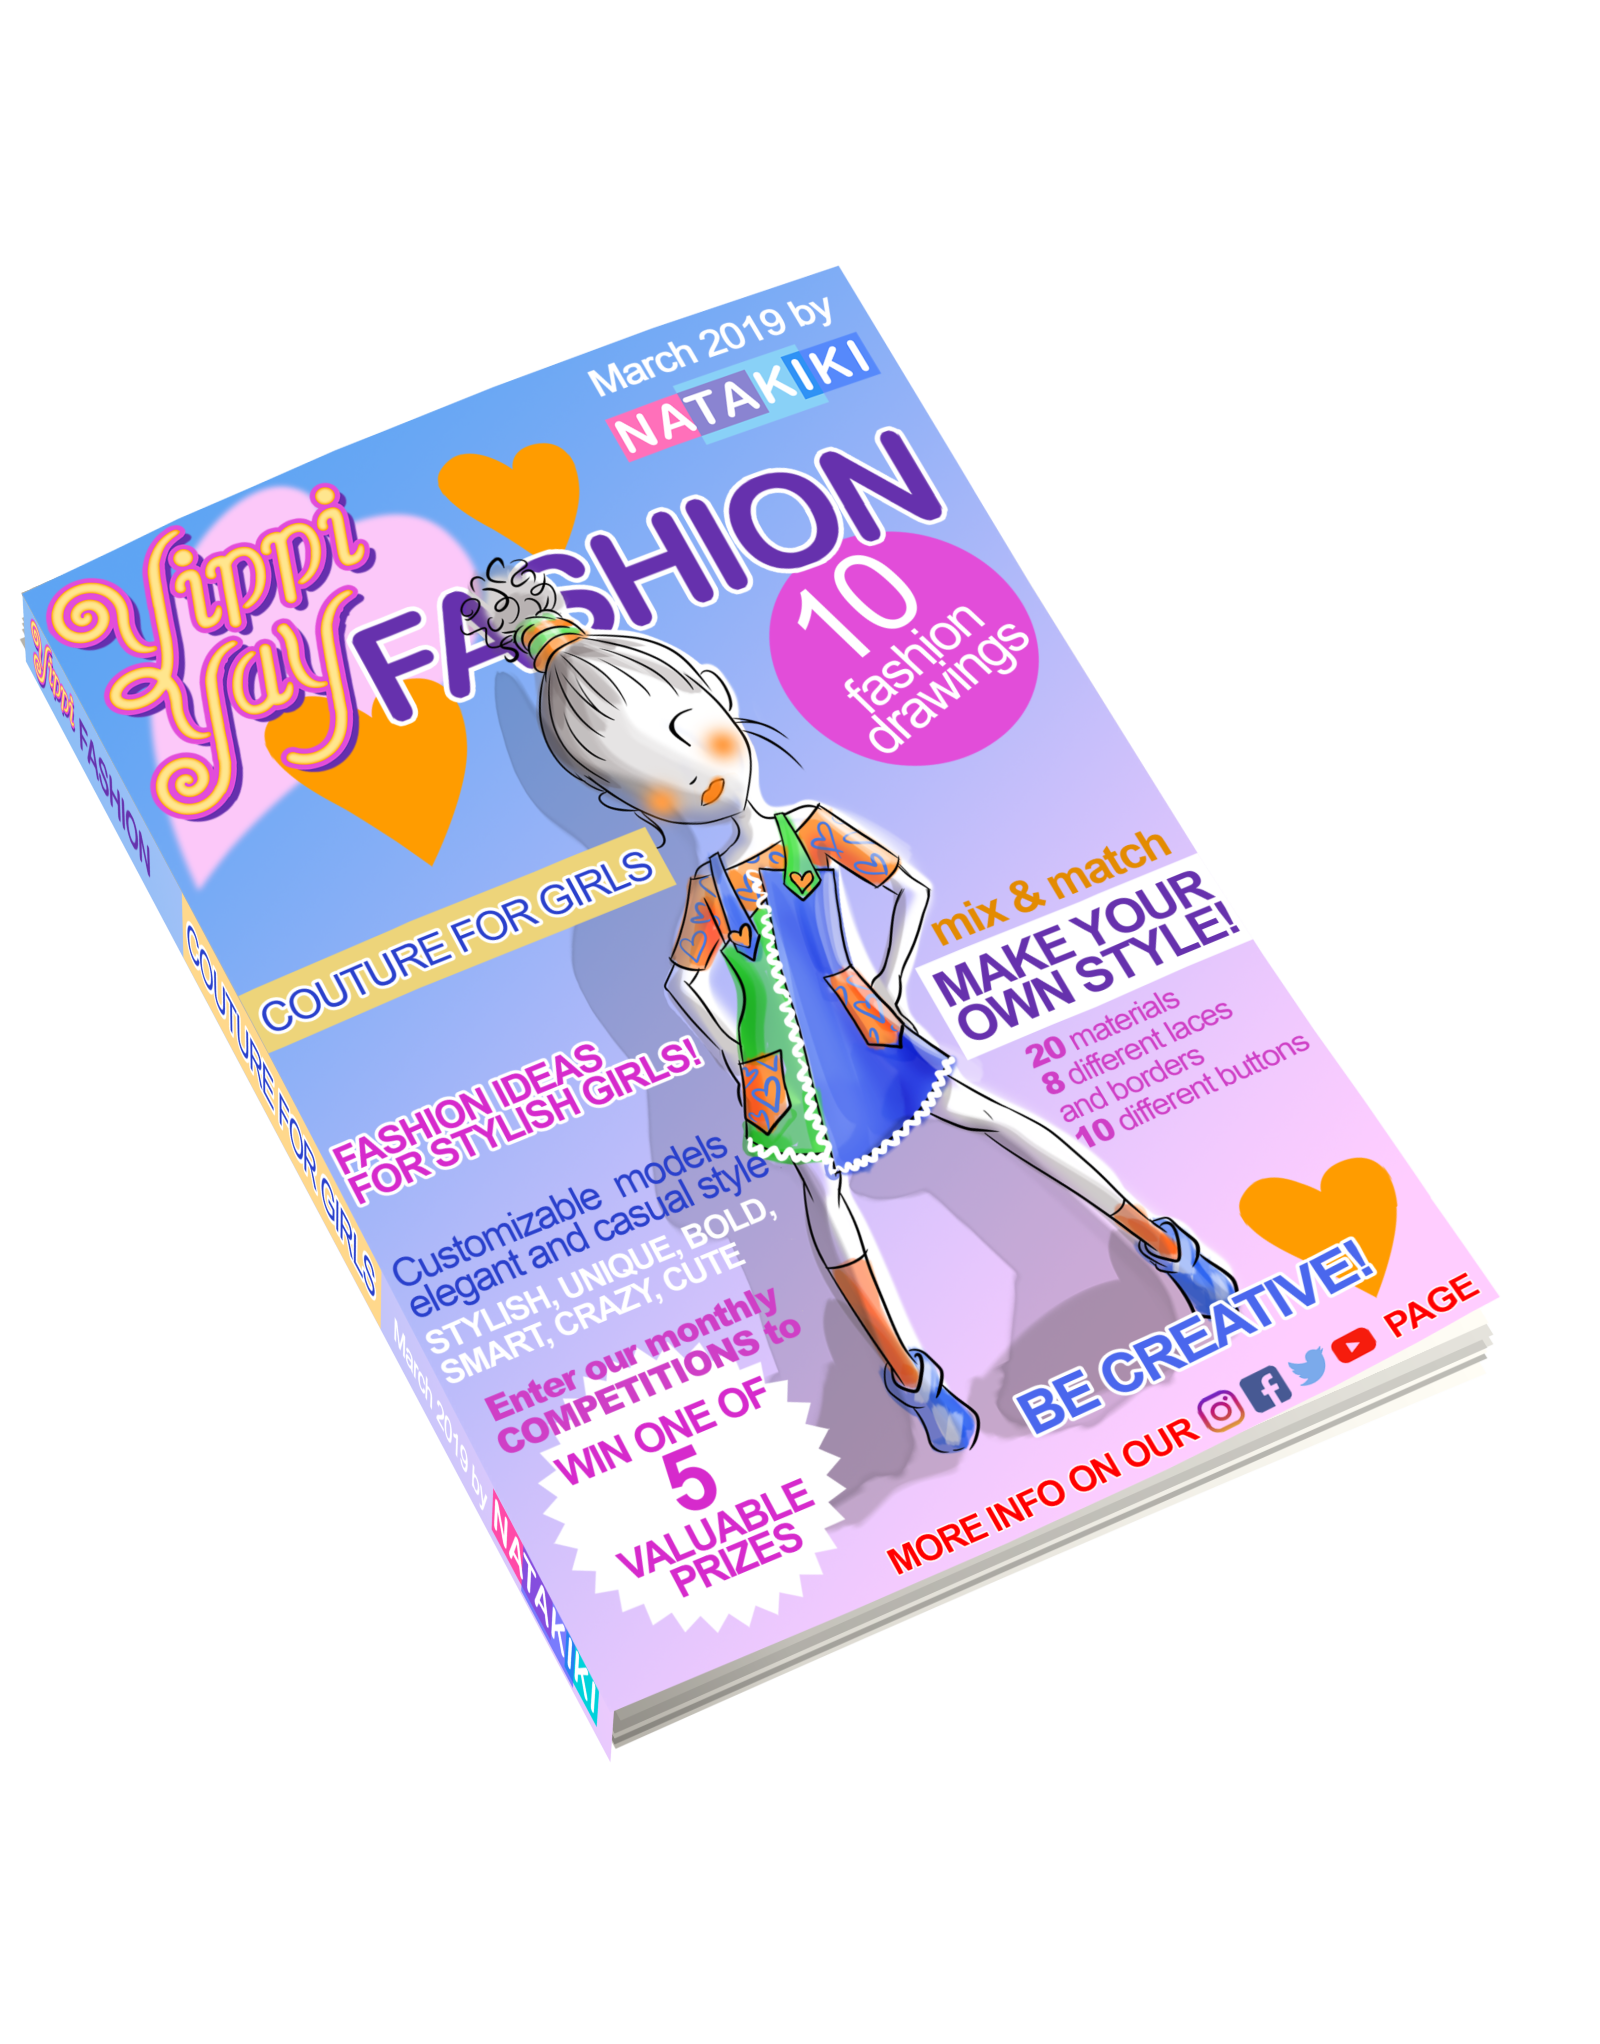 March 2019 by
NATAKIKI
Yippi
Yay
FASHION
10
fashion
drawings
COUTURE FOR GIRLS
mix & match
MAKE YOUR
OWN STYLE!
20 materials
8 different laces
and borders
10 different buttons
FASHION IDEAS
FOR STYLISH GIRLS!
Customizable models
elegant and casual style
STYLISH, UNIQUE, BOLD,
SMART, CRAZY, CUTE
Enter our monthly
COMPETITIONS to
WIN ONE OF
5
VALUABLE
PRIZES
BE CREATIVE!
MORE INFO ON OUR PAGE
Yippi FASHION
COUTURE FOR GIRLS
March 2019 by
NATAKIKI